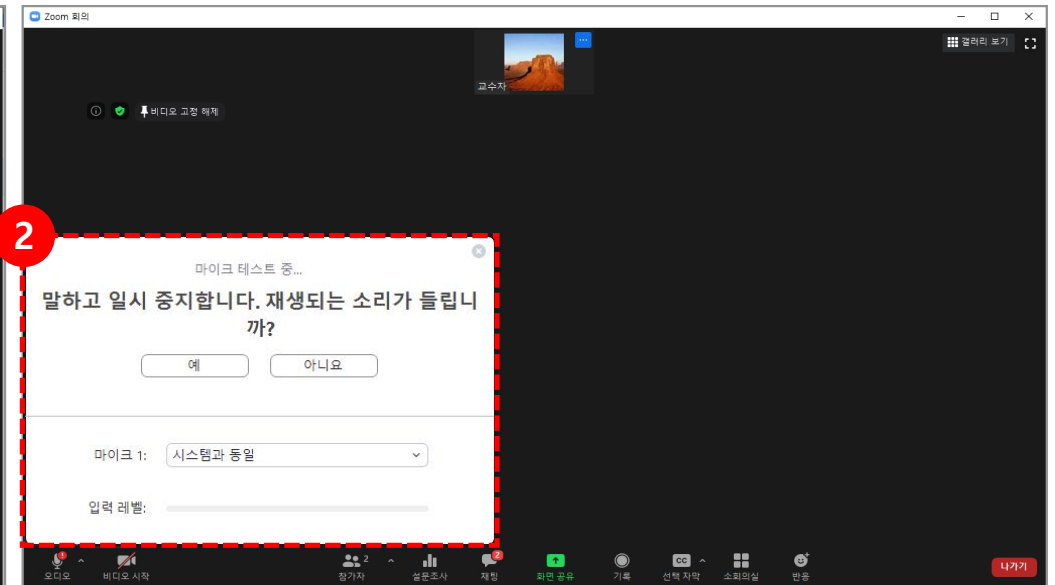 Zoom 회의
갤러리 보기
교수자
비디오 고정 해제
2
마이크 테스트 중...
말하고 일시 중지합니다. 재생되는 소리가 들립니
까?
예
아니요
마이크 1:
시스템과 동일
입력 레벨:
오디오
비디오 시작
2
참가자
설문조사
2
채팅
화면 공유
기록
CC
선택 자막
소회의실
반응
나가기